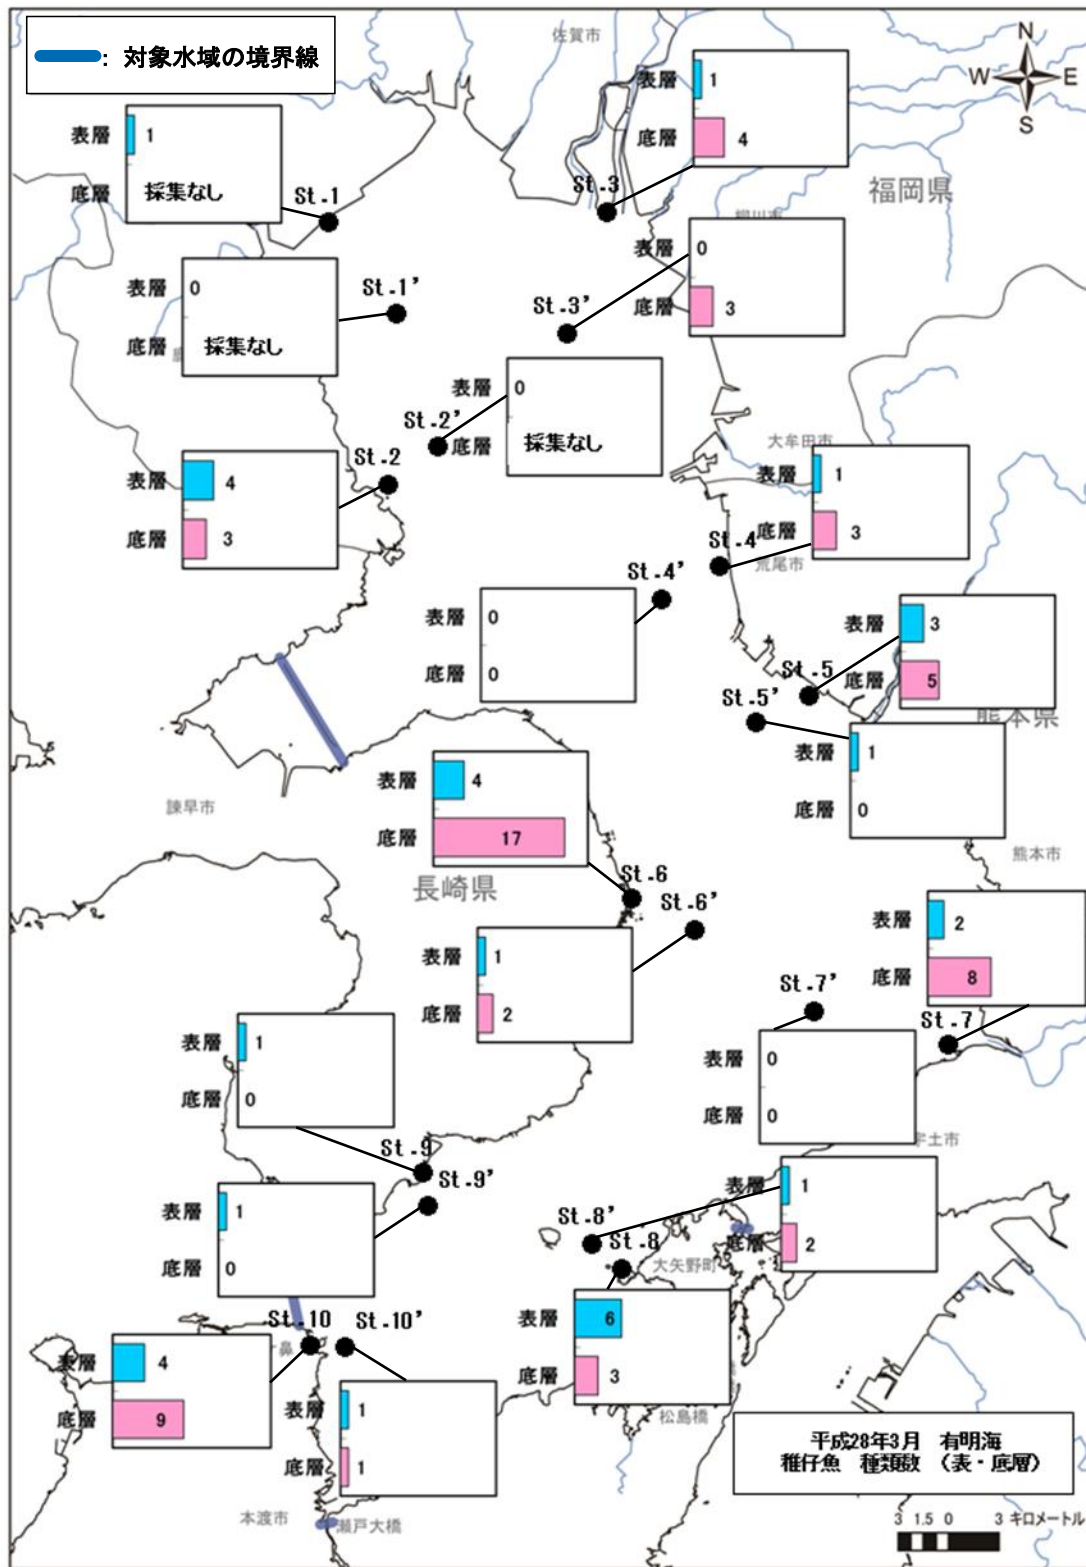 : 対象水域の境界線
佐賀市
N
W E
S
表層 1
底層 4
表層 1
底層 採集なし
St.1
St.3
福岡県
柳川市
表層 0
底層 3
表層 0
底層 採集なし
St.1’
St.3’
表層 0
底層 採集なし
St.2’
St.2
大牟田市
表層 4
底層 3
表層 1
底層 3
St.4
荒尾市
St.4’
表層 0
底層 0
表層 3
底層 5
St.5
St.5’
熊本県
表層 1
底層 0
表層 4
底層 17
諫早市
熊本市
長崎県
St.6
St.6’
表層 2
底層 8
表層 1
底層 2
St.7’
St.7
表層 1
底層 0
表層 0
底層 0
宇土市
St.9
St.9’
表層 1
底層 2
表層 1
底層 0
St.8’
St.8
大矢野町
St.10
St.10’
鼻
表層 6
底層 3
表層 4
底層 9
表層 1
底層 1
松島橋
平成28年3月 有明海
稚仔魚 種類数 (表・底層)
本渡市
瀬戸大橋
3 1.5 0 3 キロメートル